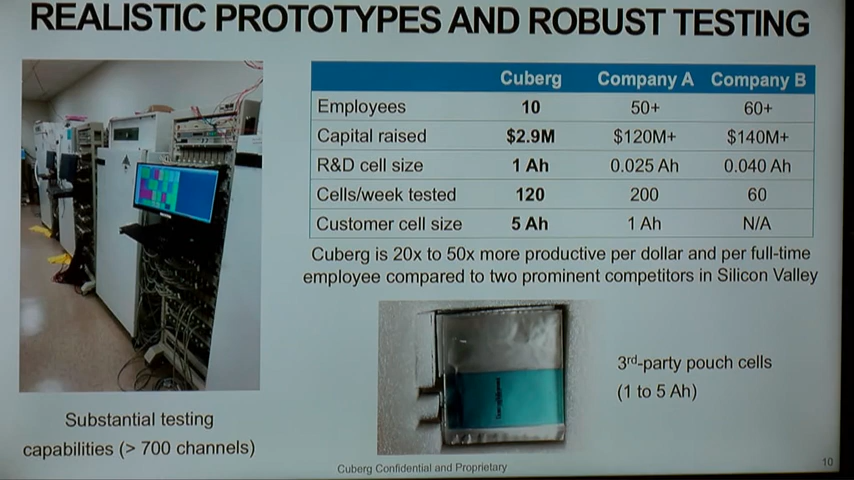 REALISTIC PROTOTYPES AND ROBUST TESTING
Cuberg Company A Company B
Employees 10 50+ 60+
Capital raised $2.9M $120M+ $140M+
R&D cell size 1 Ah 0.025 Ah 0.040 Ah
Cells/week tested 120 200 60
Customer cell size 5 Ah 1 Ah N/A
Cuberg is 20x to 50x more productive per dollar and per full-time
employee compared to two prominent competitors in Silicon Valley
3rd-party pouch cells
(1 to 5 Ah)
Substantial testing
capabilities (> 700 channels)
Cuberg Confidential and Proprietary
10